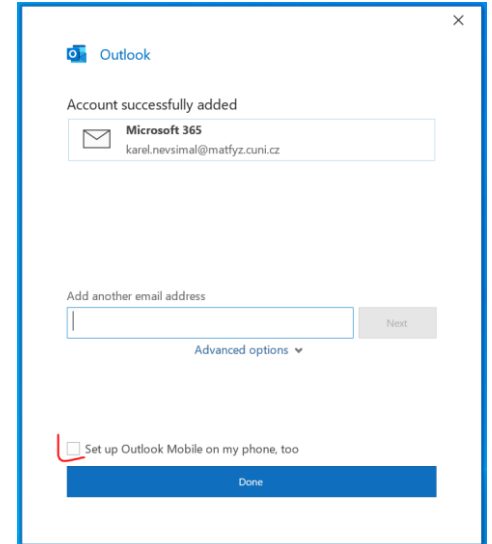 Outlook
Account successfully added
Microsoft 365
karel.nevsimal@matfyz.cuni.cz
Add another email address
Next
Advanced options
Set up Outlook Mobile on my phone, too
Done